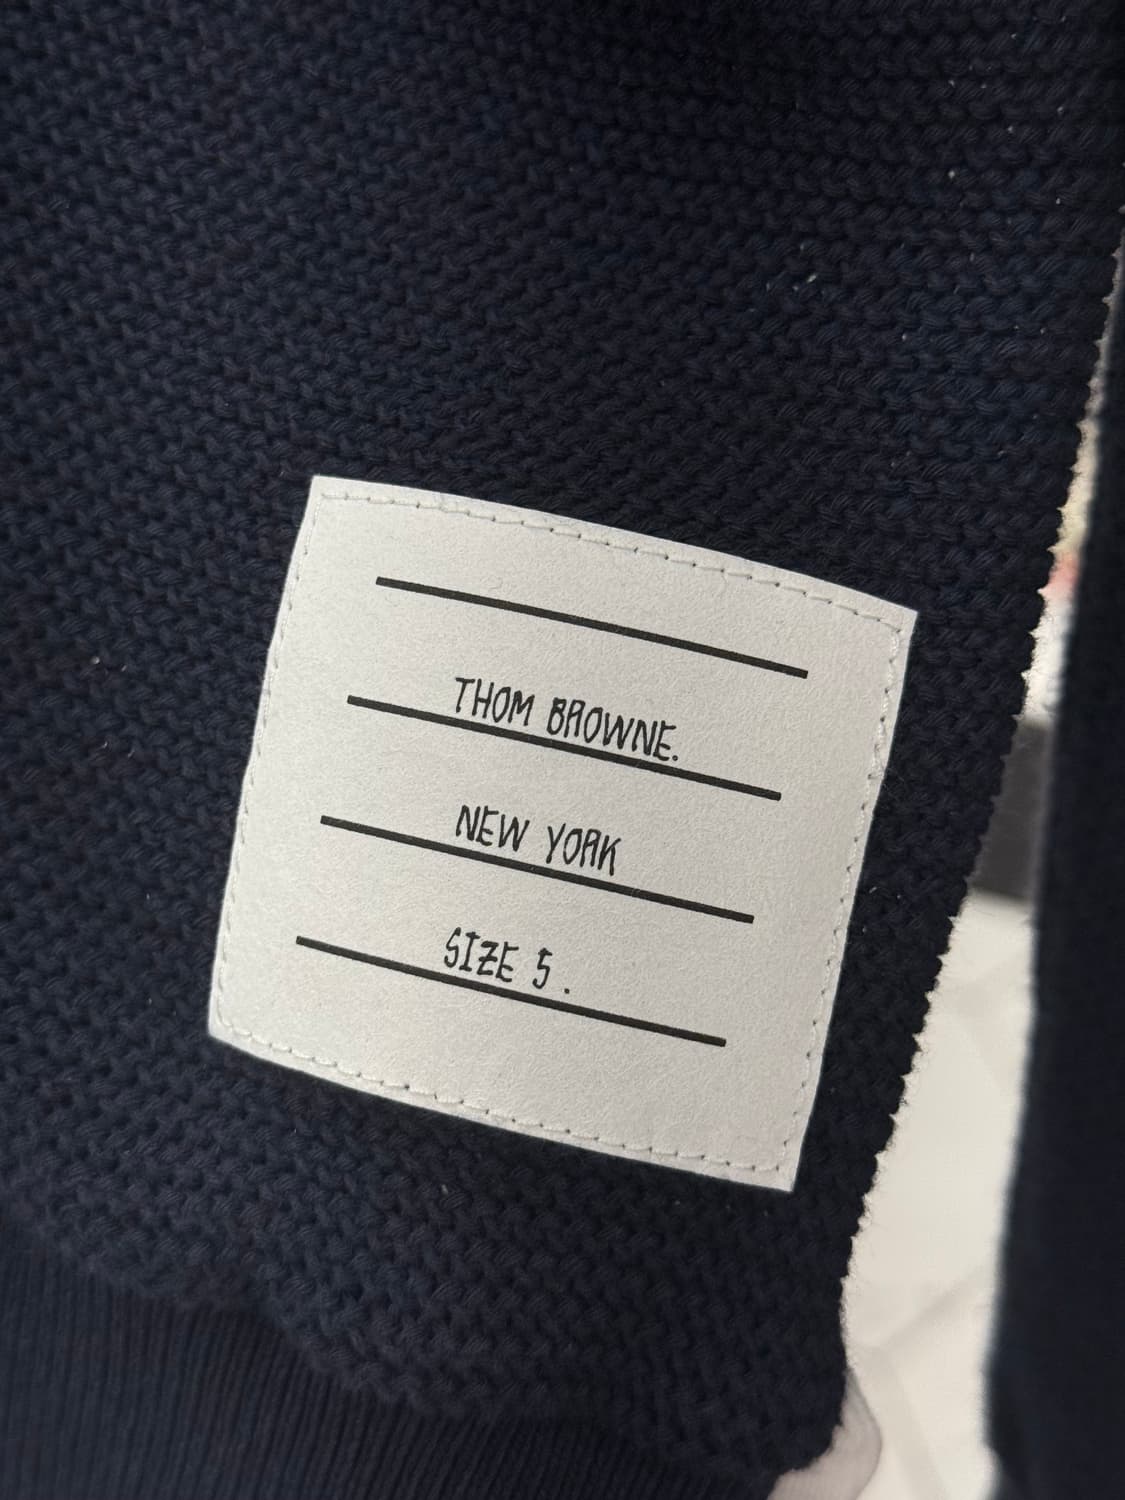 THOM BROWNE.
NEW YORK
SIZE 5.